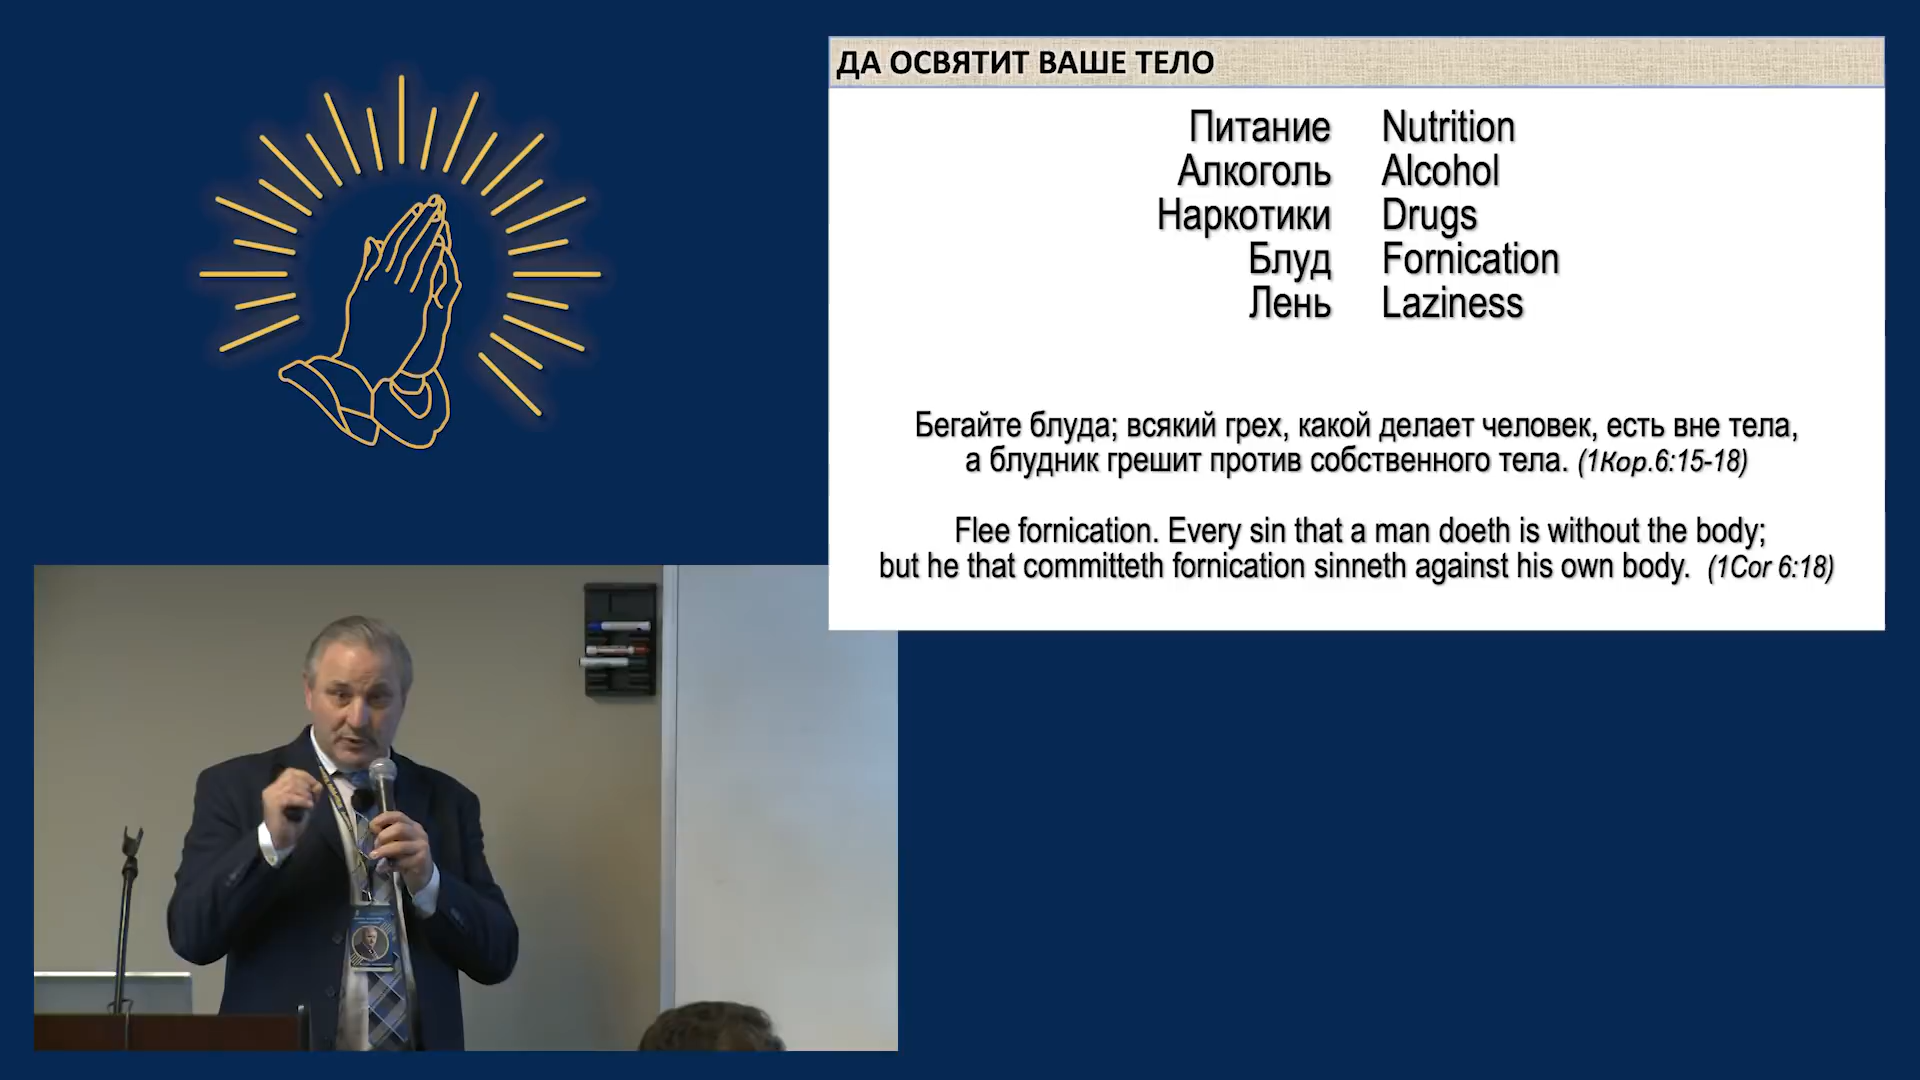 ДА ОСВЯТИТ ВАШЕ ТЕЛО
Питание Nutrition
Алкоголь Alcohol
Наркотики Drugs
Блуд Fornication
Лень Laziness
Бегайте блуда; всякий грех, какой делает человек, есть вне тела,
а блудник грешит против собственного тела. (1Кор.6:15-18)
Flee fornication. Every sin that a man doeth is without the body;
but he that committeth fornication sinneth against his own body. (1Cor 6:18)